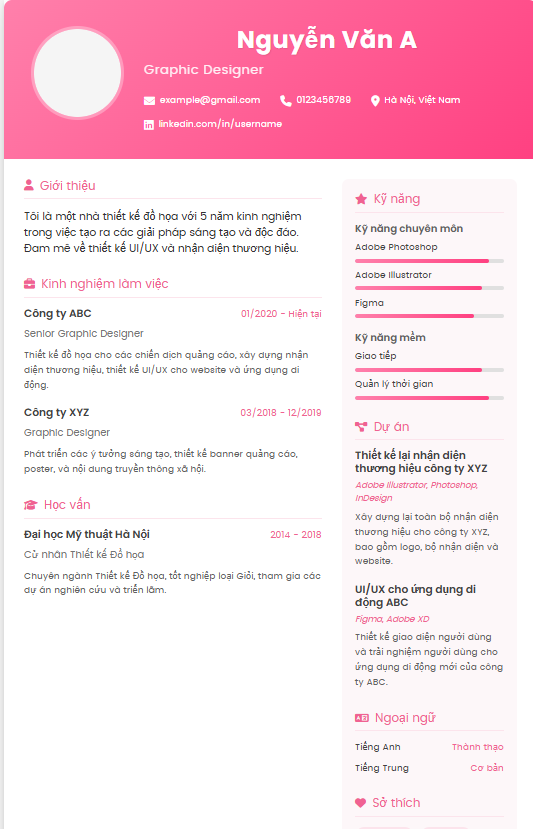 Nguyễn Văn A
Graphic Designer
example@gmail.com 0123456789 Hà Nội, Việt Nam
linkedin.com/in/username
Giới thiệu
Tôi là một nhà thiết kế đồ họa với 5 năm kinh nghiệm
trong việc tạo ra các giải pháp sáng tạo và độc đáo.
Đam mê về thiết kế UI/UX và nhận diện thương hiệu.
Kinh nghiệm làm việc
Công ty ABC 01/2020 - Hiện tại
Senior Graphic Designer
Thiết kế đồ họa cho các chiến dịch quảng cáo, xây dựng nhận
diện thương hiệu, thiết kế UI/UX cho website và ứng dụng di
động.
Công ty XYZ 03/2018 - 12/2019
Graphic Designer
Phát triển các ý tưởng sáng tạo, thiết kế banner quảng cáo,
poster, và nội dung truyền thông xã hội.
Học vấn
Đại học Mỹ thuật Hà Nội 2014 - 2018
Cử nhân Thiết kế Đồ họa
Chuyên ngành Thiết kế Đồ họa, tốt nghiệp loại Giỏi, tham gia các
dự án nghiên cứu và triển lãm.
Kỹ năng
Kỹ năng chuyên môn
Adobe Photoshop
Adobe Illustrator
Figma
Kỹ năng mềm
Giao tiếp
Quản lý thời gian
Dự án
Thiết kế lại nhận diện
thương hiệu công ty XYZ
Adobe Illustrator, Photoshop,
InDesign
Xây dựng lại toàn bộ nhận diện
thương hiệu cho công ty XYZ,
bao gồm logo, bộ nhận diện và
website.
UI/UX cho ứng dụng di
động ABC
Figma, Adobe XD
Thiết kế giao diện người dùng
và trải nghiệm người dùng cho
ứng dụng di động mới của công
ty ABC.
Ngoại ngữ
Tiếng Anh Thành thạo
Tiếng Trung Cơ bản
Sở thích